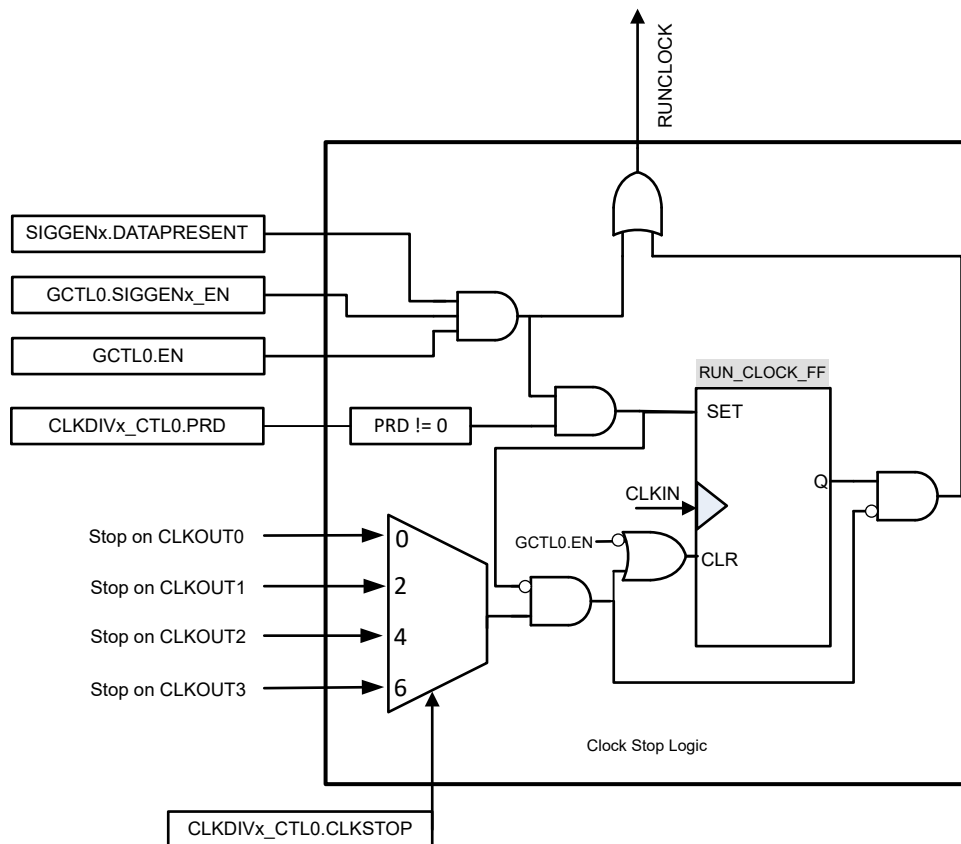 RUNCLOCK
SIGGENx.DATAPRESENT
GCTL0.SIGGENx_EN
GCTL0.EN
RUN_CLOCK_FF
CLKDIVx_CTL0.PRD
PRD != 0
SET
Q
CLKIN
Stop on CLKOUT0
0
GCTL0.EN
CLR
Stop on CLKOUT1
2
Stop on CLKOUT2
4
Stop on CLKOUT3
6
Clock Stop Logic
CLKDIVx_CTL0.CLKSTOP